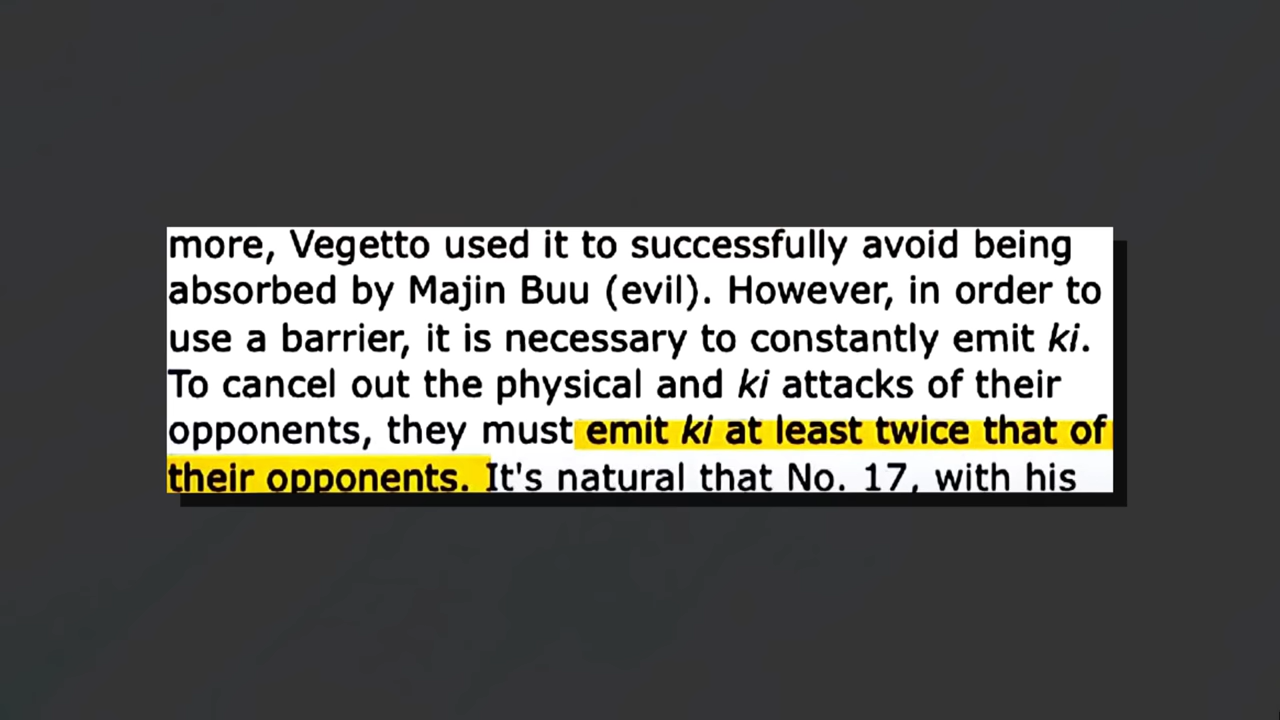 more, Vegetto used it to successfully avoid being
absorbed by Majin Buu (evil). However, in order to
use a barrier, it is necessary to constantly emit ki.
To cancel out the physical and ki attacks of their
opponents, they must emit ki at least twice that of
their opponents. It's natural that No. 17, with his